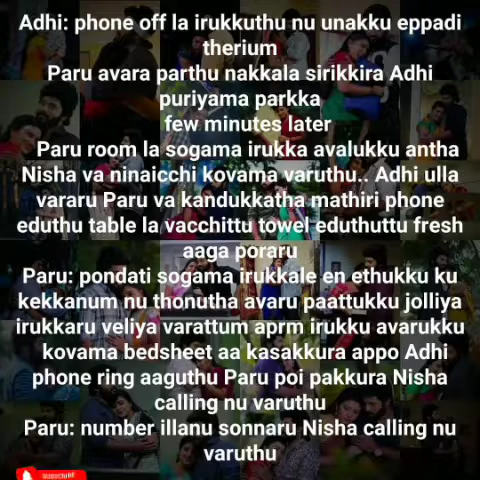 Adhi: phone off la irukkuthu nu unakku eppadi
therium
Paru avara parthu nakkala sirikkira Adhi
puriyama parkka
few minutes later
Paru room la sogama irukka avalukku antha
Nisha va ninaicchi kovama varuthu.. Adhi ulla
vararu Paru va kandukkatha mathiri phone
eduthu table la vacchittu towel eduthuttu fresh
aaga poraru
Paru: pondati sogama irukkale en ethukku ku
kekkanum nu thonutha avaru paattukku jolliya
irukkaru veliya varattum aprm irukku avarukku
kovama bedsheet aa kasakkura appo Adhi
phone ring aaguthu Paru poi pakkura Nisha
calling nu varuthu
Paru: number illanu sonnaru Nisha calling nu
varuthu
SUBSCRIBE